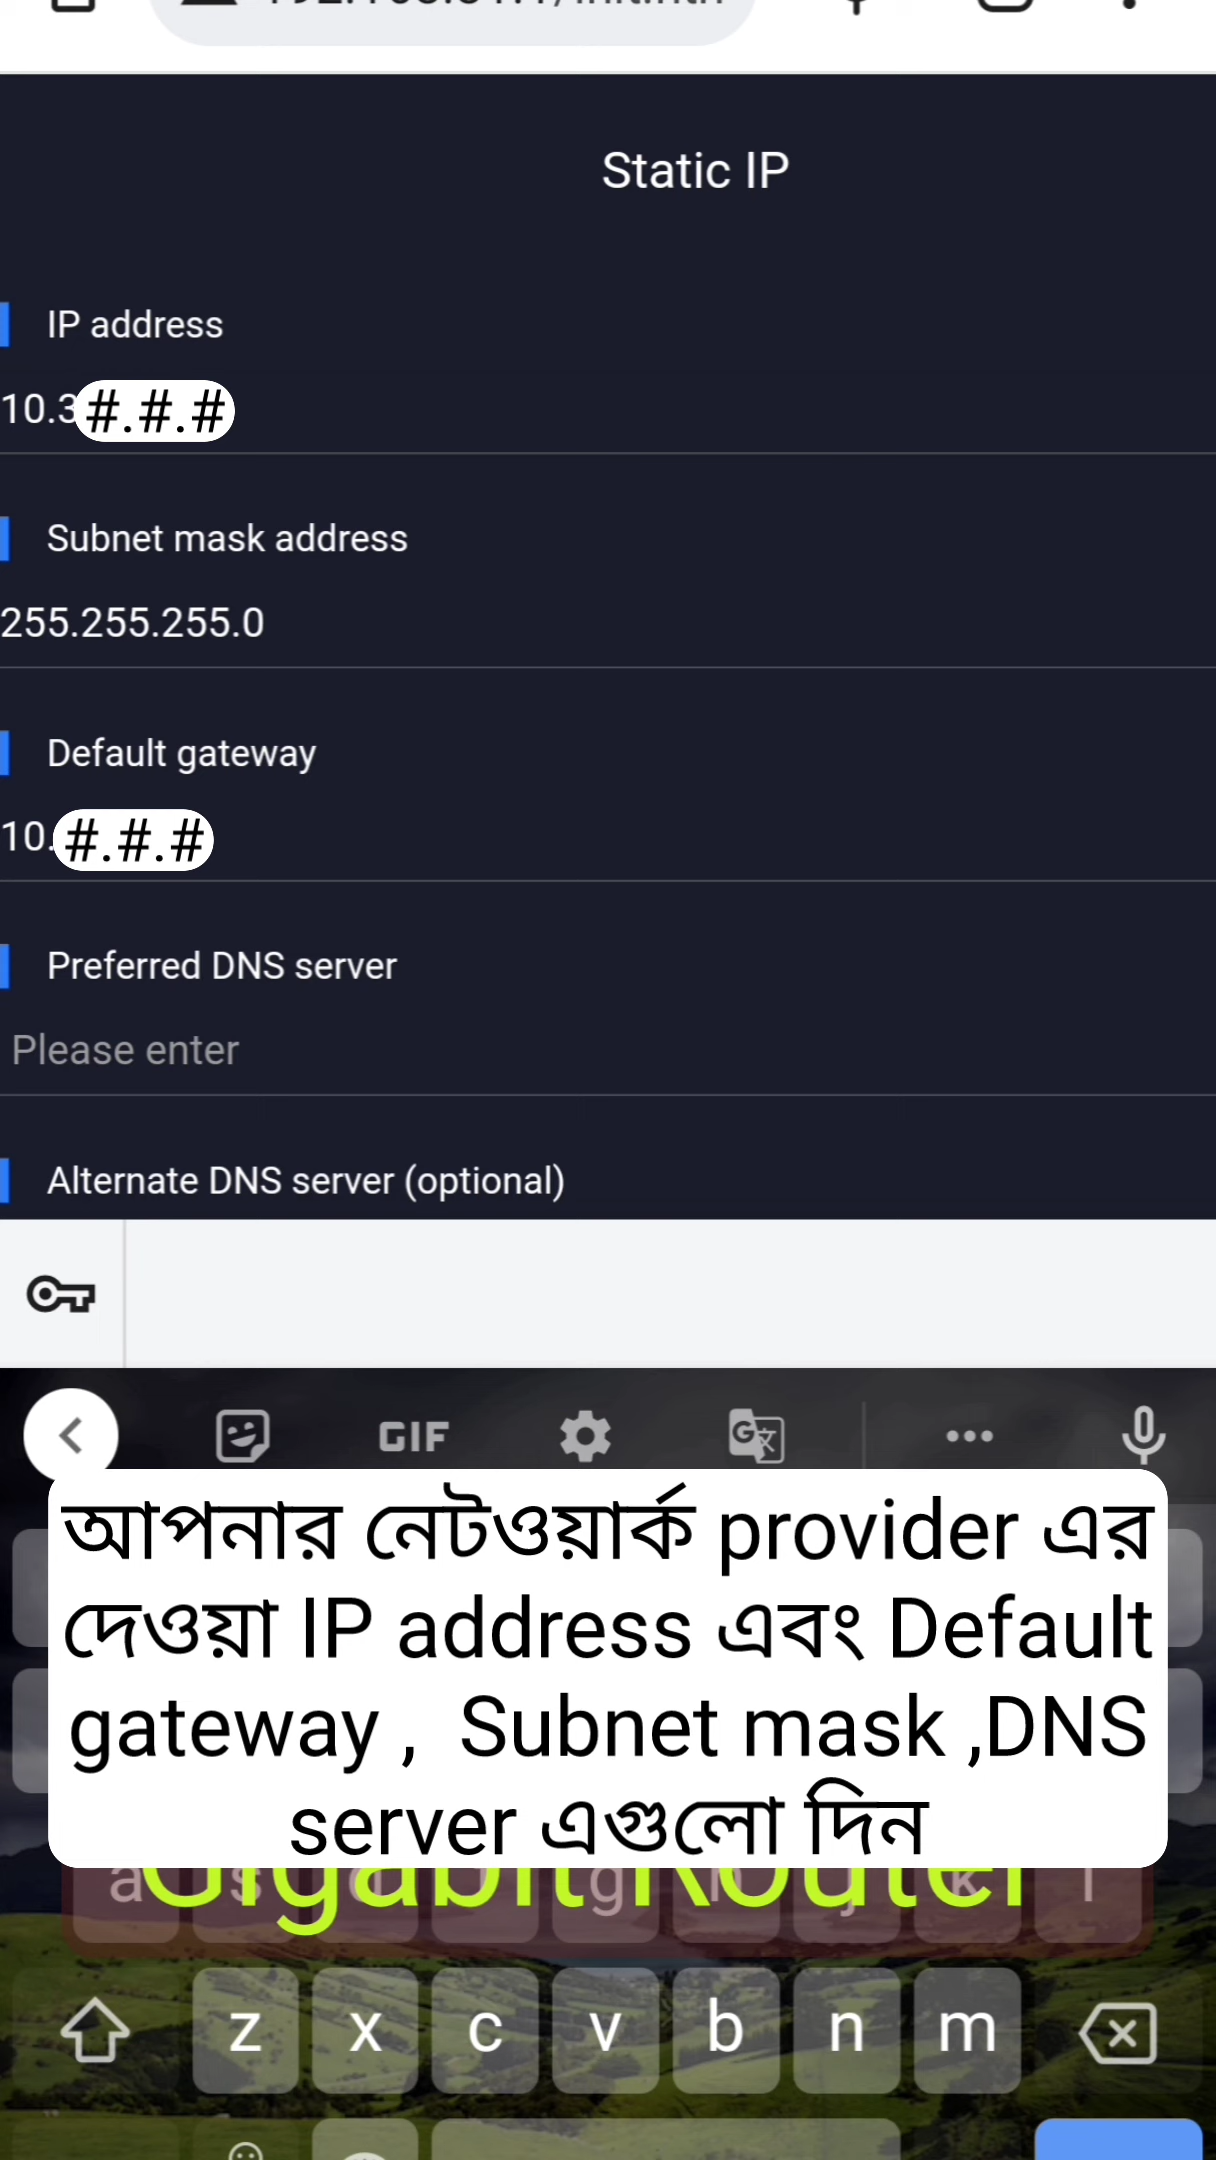 Static IP
IP address
10.3#.#.#
Subnet mask address
255.255.255.0
Default gateway
10.#.#.#
Preferred DNS server
Please enter
Alternate DNS server (optional)
GIF
আপনার নেটওয়ার্ক provider এর
দেওয়া IP address এবং Default
gateway ,  Subnet mask ,DNS
server এগুলো দিন
Gigabit Router
z x c v b n m